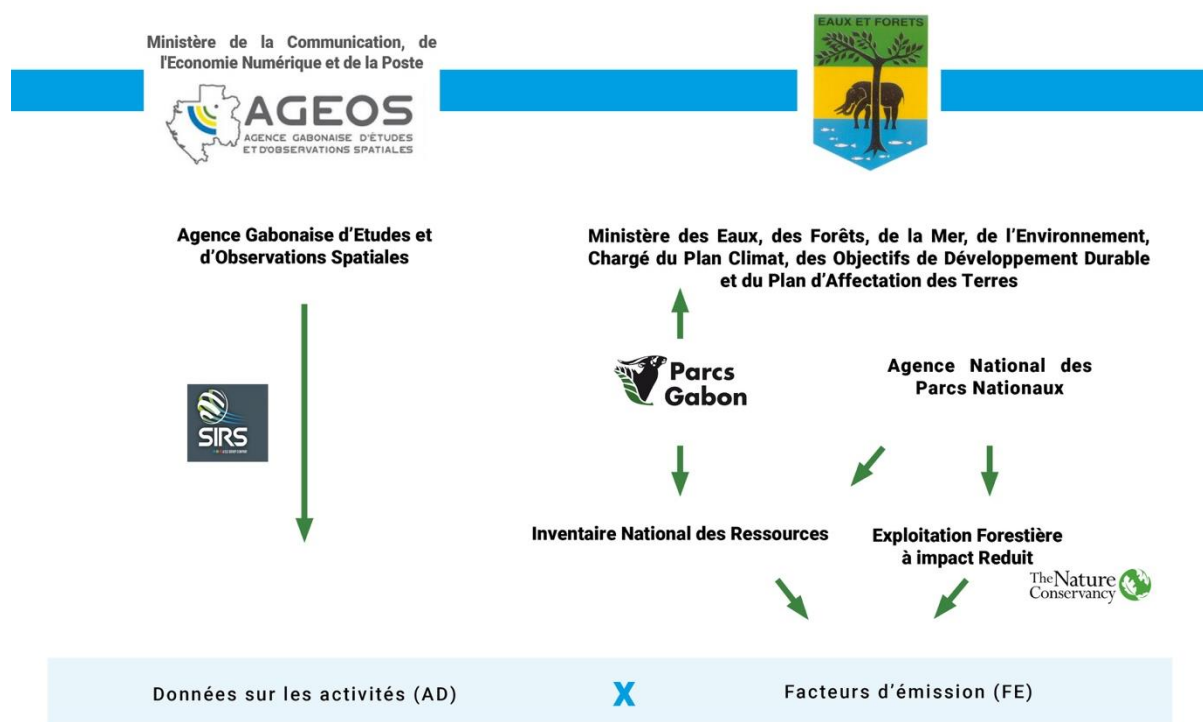 Ministère de la Communication, de
l'Economie Numérique et de la Poste
AGEOS
AGENCE GABONAISE D'ÉTUDES
ET D'OBSERVATIONS SPATIALES
EAUX ET FORETS
Agence Gabonaise d'Etudes et
d'Observations Spatiales
Ministère des Eaux, des Forêts, de la Mer, de l'Environnement,
Chargé du Plan Climat, des Objectifs de Développement Durable
et du Plan d'Affectation des Terres
Parcs
Gabon
Agence National des
Parcs Nationaux
SIRS
Inventaire National des Ressources
Exploitation Forestière
à impact Reduit
The Nature
Conservancy
Données sur les activités (AD)
X
Facteurs d'émission (FE)